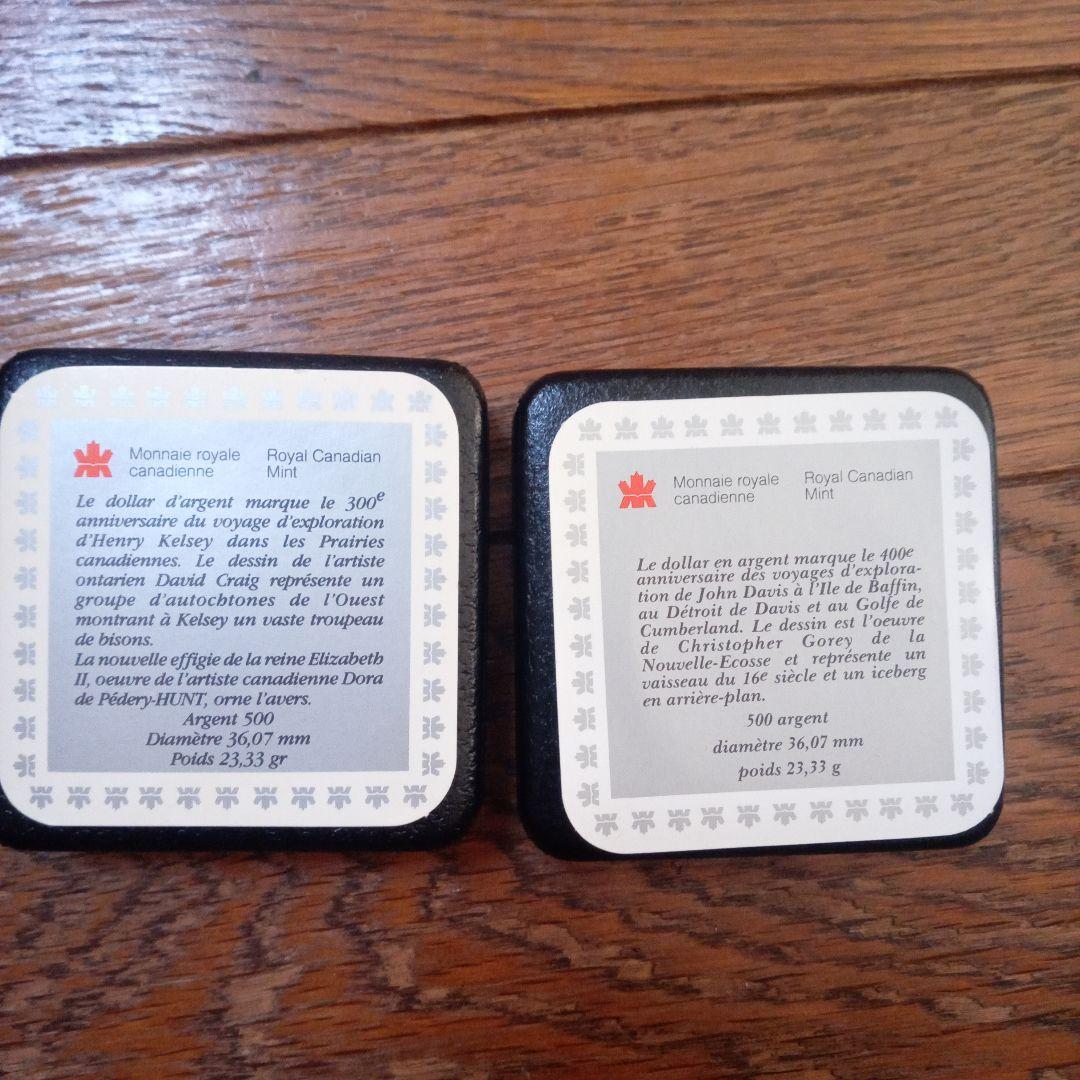 Monnaie royale canadienne
Royal Canadian Mint
Le dollar d'argent marque le 300e
anniversaire du voyage d'exploration
d'Henry Kelsey dans les Prairies
canadiennes. Le dessin de l'artiste
ontarien David Craig représente un
groupe d'autochtones de l'Ouest
montrant à Kelsey un vaste troupeau
de bisons.
La nouvelle effigie de la reine Elizabeth
II, oeuvre de l'artiste canadienne Dora
de Pédery-HUNT, orne l'avers.
Argent 500
Diamètre 36,07 mm
Poids 23,33 gr
Monnaie royale canadienne
Royal Canadian Mint
Le dollar en argent marque le 400e
anniversaire des voyages d'explora-
tion de John Davis à l'Ile de Baffin,
au Détroit de Davis et au Golfe de
Cumberland. Le dessin est l'oeuvre
de Christopher Gorey de la
Nouvelle-Ecosse et représente un
vaisseau du 16e siècle et un iceberg
en arrière-plan.
500 argent
diamètre 36,07 mm
poids 23,33 g